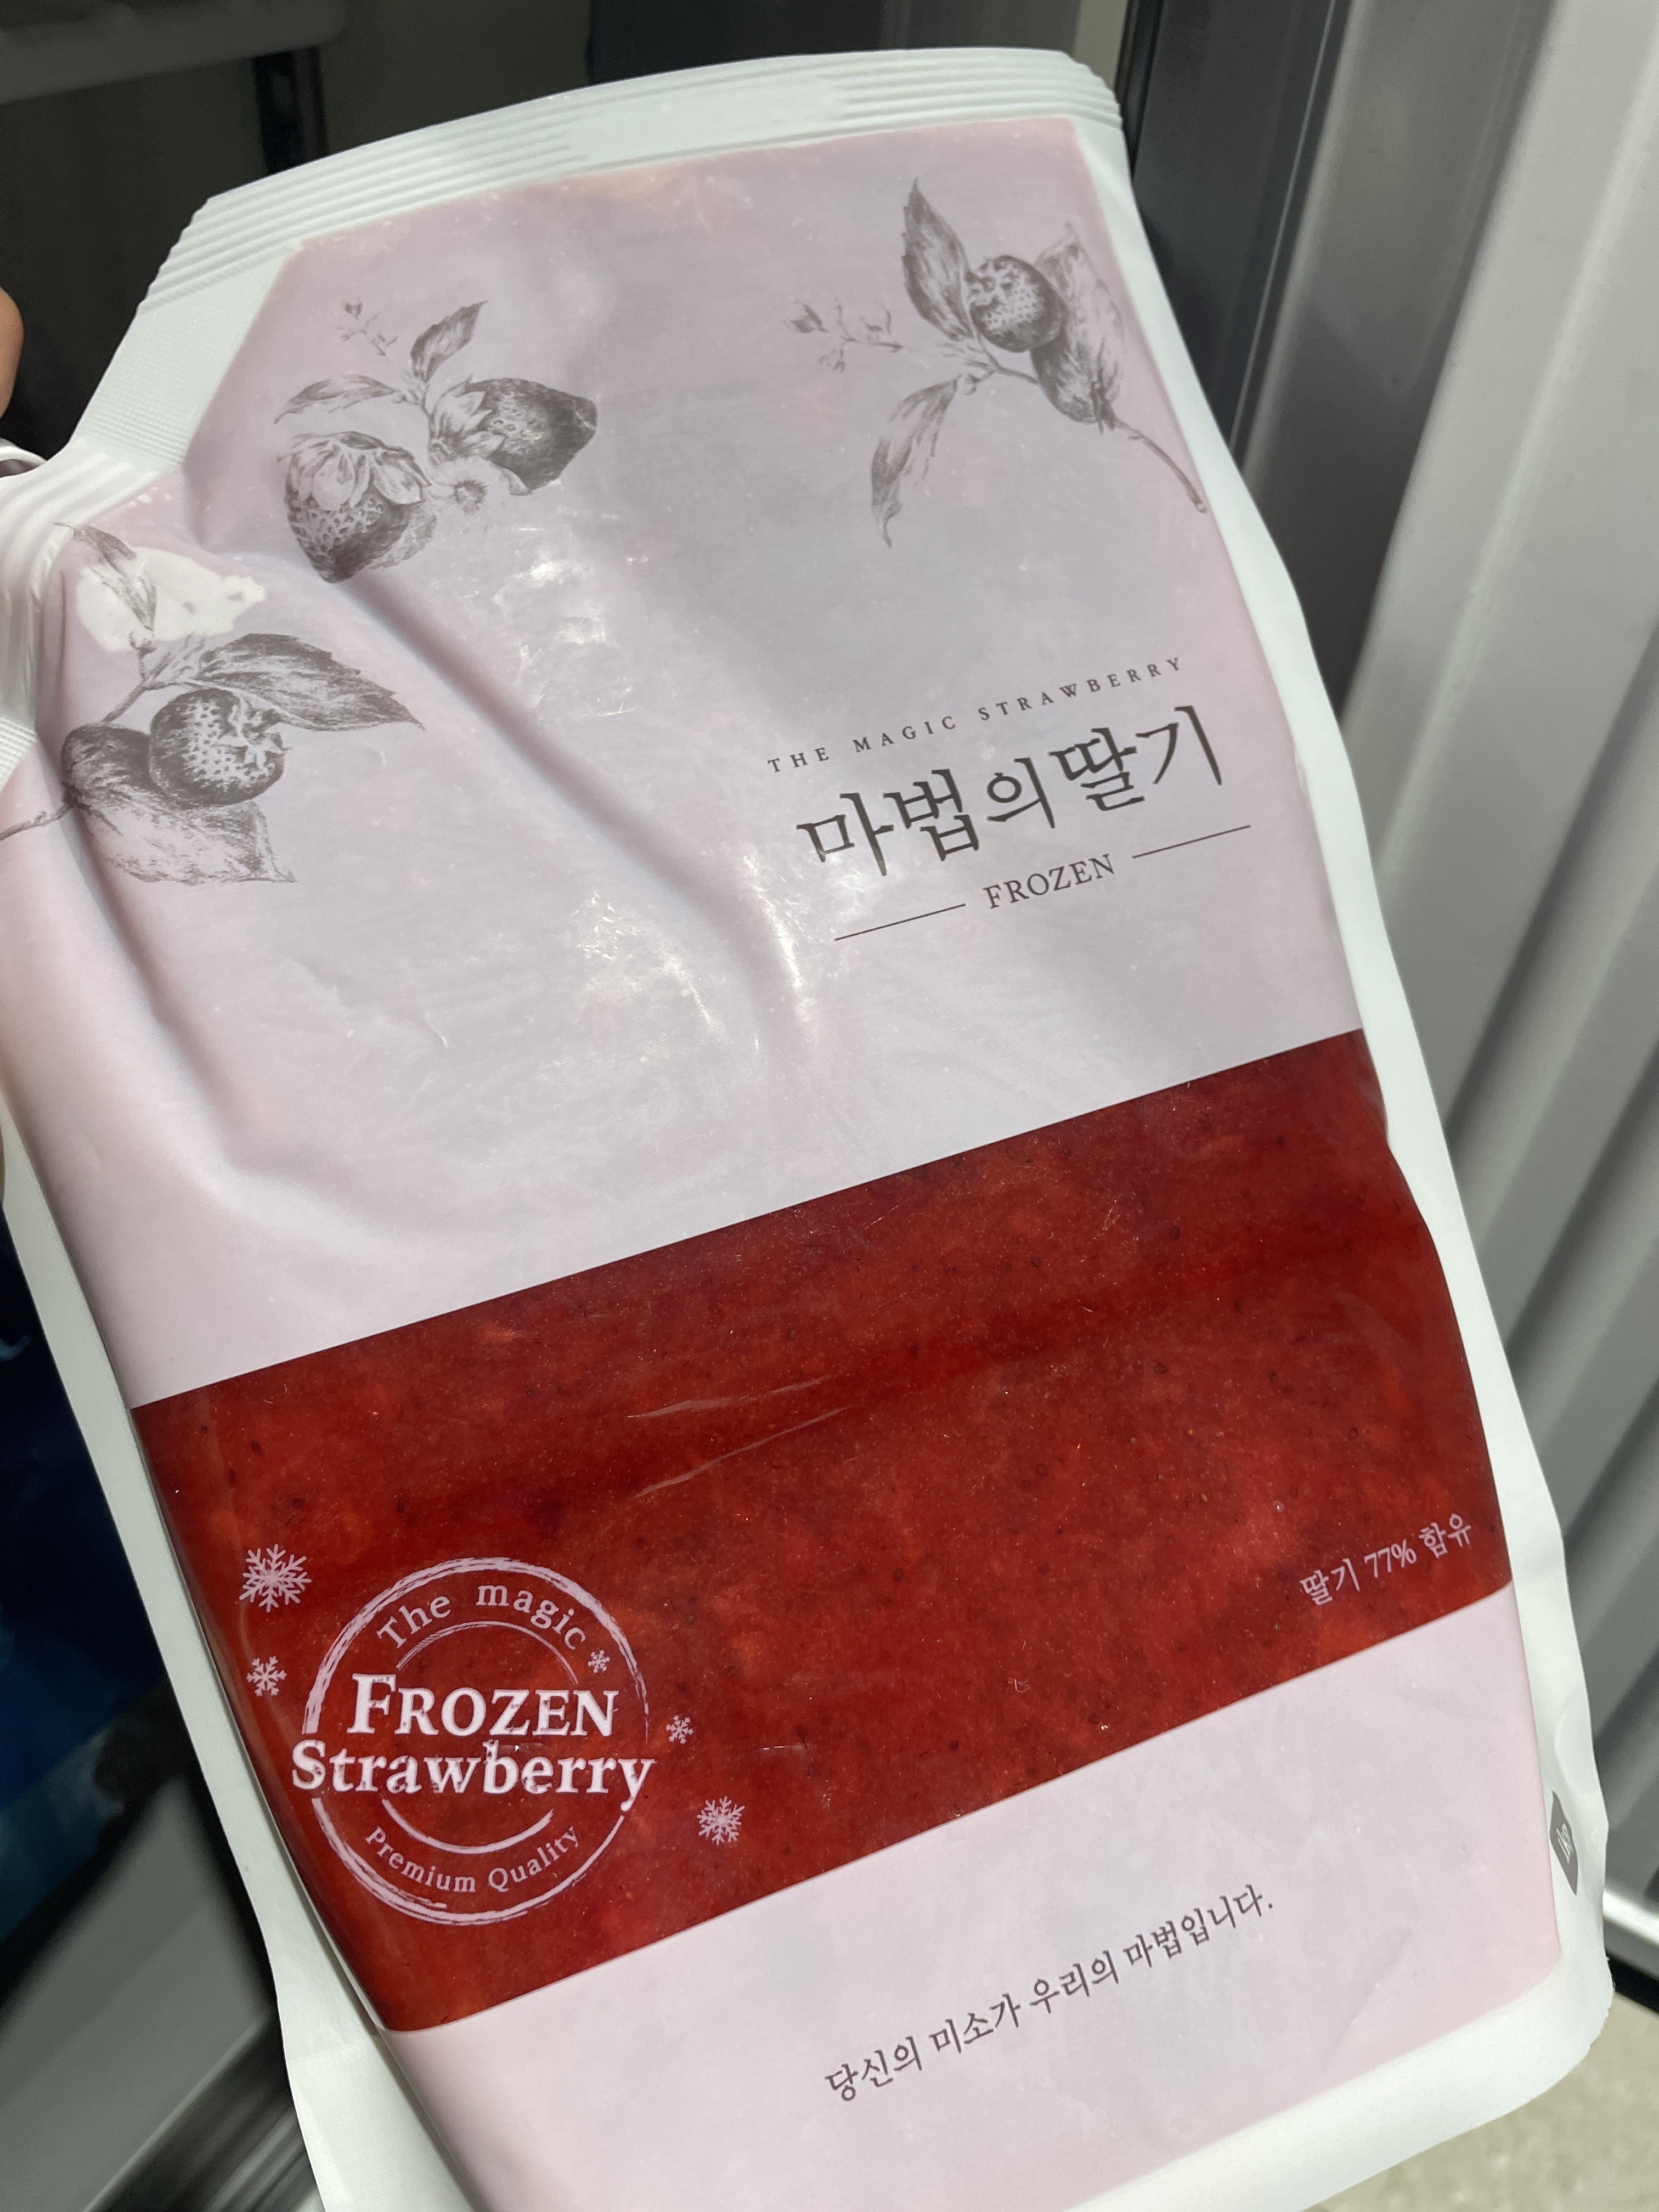 THE MAGIC STRAWBERRY
마법의딸기
FROZEN
딸기 77% 함유
The magic
FROZEN
Strawberry
Premium Quality
당신의 미소가 우리의 마법입니다.